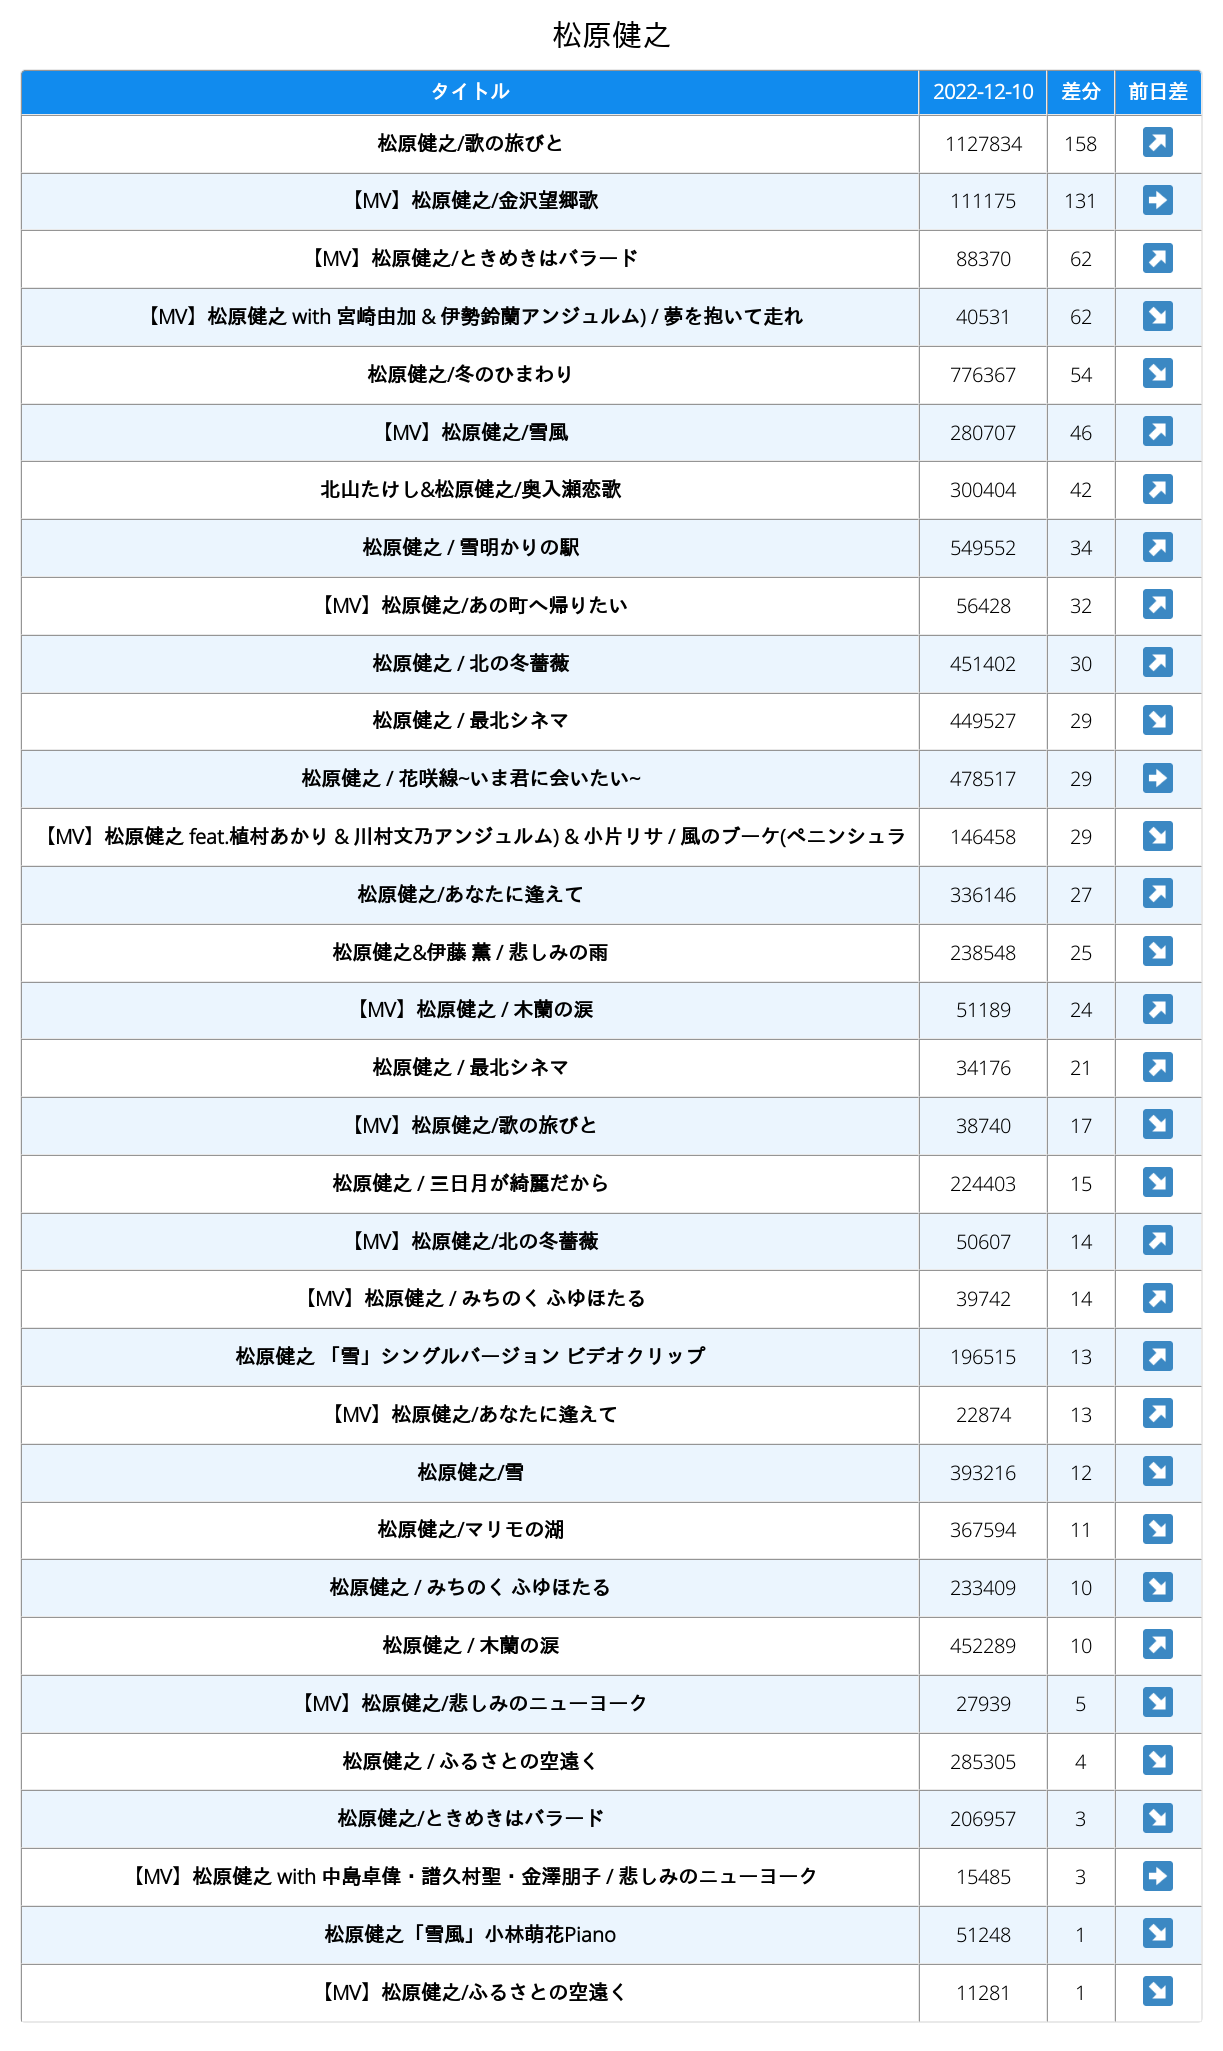 松原健之
タイトル 2022-12-10 差分 前日差
松原健之/歌の旅びと 1127834 158 ↗
【MV】松原健之/金沢望郷歌 111175 131 ➡
【MV】松原健之/ときめきはバラード 88370 62 ↗
【MV】松原健之 with 宮崎由加 & 伊勢鈴蘭アンジュルム) / 夢を抱いて走れ 40531 62 ↘
松原健之/冬のひまわり 776367 54 ↘
【MV】松原健之/雪風 280707 46 ↗
北山たけし&松原健之/奥入瀬恋歌 300404 42 ↗
松原健之 / 雪明かりの駅 549552 34 ↗
【MV】松原健之/あの町へ帰りたい 56428 32 ↗
松原健之 / 北の冬薔薇 451402 30 ↗
松原健之 / 最北シネマ 449527 29 ↘
松原健之 / 花咲線~いま君に会いたい~ 478517 29 ➡
【MV】松原健之 feat.植村あかり & 川村文乃アンジュルム) & 小片リサ / 風のブーケ(ペニンシュラ 146458 29 ↘
松原健之/あなたに逢えて 336146 27 ↗
松原健之&伊藤 薫 / 悲しみの雨 238548 25 ↘
【MV】松原健之 / 木蘭の涙 51189 24 ↗
松原健之 / 最北シネマ 34176 21 ↗
【MV】松原健之/歌の旅びと 38740 17 ↘
松原健之 / 三日月が綺麗だから 224403 15 ↘
【MV】松原健之/北の冬薔薇 50607 14 ↗
【MV】松原健之 / みちのく ふゆほたる 39742 14 ↗
松原健之 「雪」シングルバージョン ビデオクリップ 196515 13 ↗
【MV】松原健之/あなたに逢えて 22874 13 ↗
松原健之/雪 393216 12 ↘
松原健之/マリモの湖 367594 11 ↘
松原健之 / みちのく ふゆほたる 233409 10 ↘
松原健之 / 木蘭の涙 452289 10 ↗
【MV】松原健之/悲しみのニューヨーク 27939 5 ↘
松原健之 / ふるさとの空遠く 285305 4 ↘
松原健之/ときめきはバラード 206957 3 ↘
【MV】松原健之 with 中島卓偉・譜久村聖・金澤朋子 / 悲しみのニューヨーク 15485 3 ➡
松原健之「雪風」小林萌花Piano 51248 1 ↘
【MV】松原健之/ふるさとの空遠く 11281 1 ↘